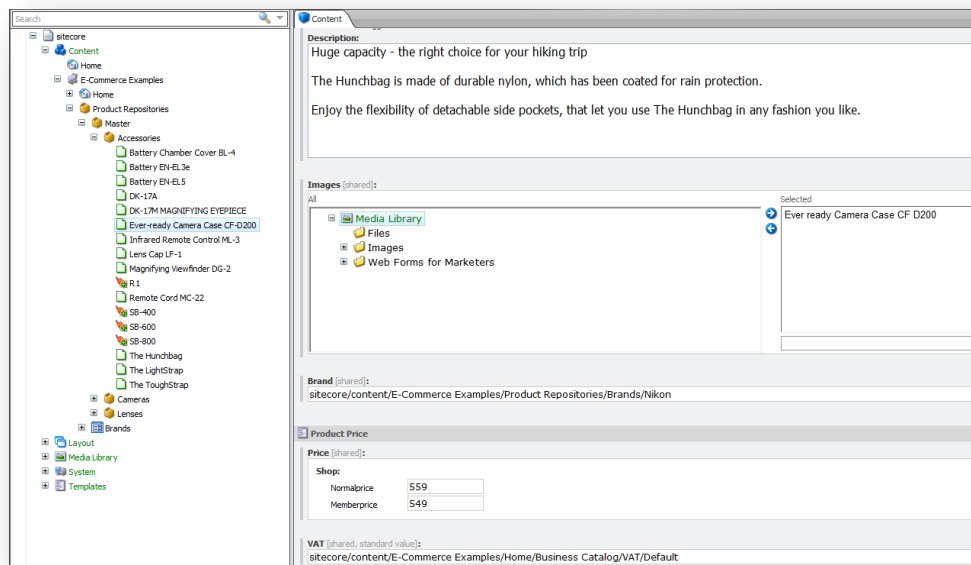 Search
sitecore
Content
Home
E-Commerce Examples
Home
Product Repositories
Master
Accessories
Battery Chamber Cover BL-4
Battery EN-EL3e
Battery EN-EL5
DK-17A
DK-17M MAGNIFYING EYEPIECE
Ever-ready Camera Case CF-D200
Infrared Remote Control ML-3
Lens Cap LF-1
Magnifying Viewfinder DG-2
R1
Remote Cord MC-22
SB-400
SB-600
SB-800
The Hunchbag
The LightStrap
The ToughStrap
Cameras
Lenses
Brands
Layout
Media Library
System
Templates
Content
Description:
Huge capacity - the right choice for your hiking trip
The Hunchbag is made of durable nylon, which has been coated for rain protection.
Enjoy the flexibility of detachable side pockets, that let you use The Hunchbag in any fashion you like.
Images [shared]:
All
Selected
Media Library
Files
Images
Web Forms for Marketers
Ever ready Camera Case CF D200
Brand [shared]:
sitecore/content/E-Commerce Examples/Product Repositories/Brands/Nikon
Product Price
Price [shared]:
Shop:
Normalprice 559
Memberprice 549
VAT [shared, standard value]:
sitecore/content/E-Commerce Examples/Home/Business Catalog/VAT/Default